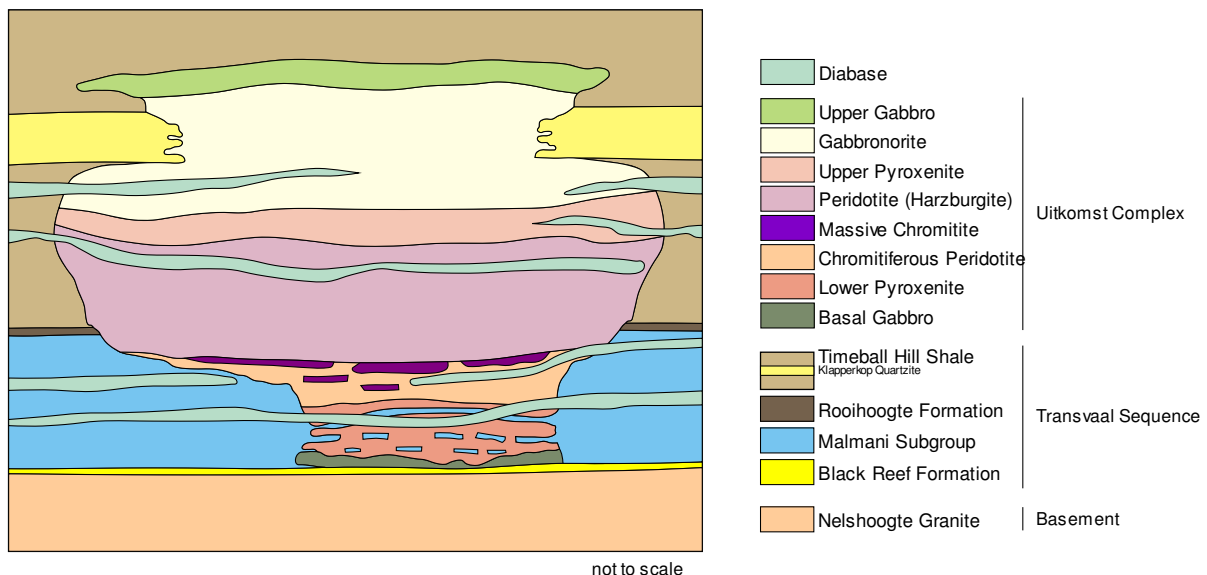 Diabase
Upper Gabbro
Gabbronorite
Upper Pyroxenite
Peridotite (Harzburgite)
Massive Chromitite
Chromitiferous Peridotite
Lower Pyroxenite
Basal Gabbro
Uitkomst Complex
Timeball Hill Shale
Klapperkop Quartzite
Rooihoogte Formation
Malmani Subgroup
Black Reef Formation
Transvaal Sequence
Nelshoogte Granite
Basement
not to scale